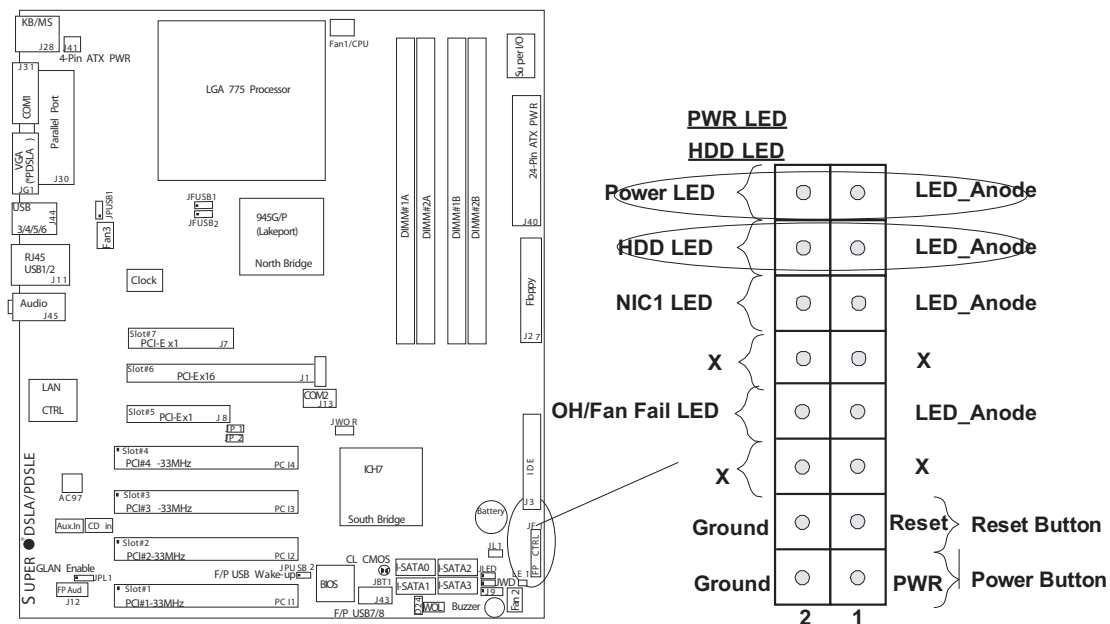 KB/MS
J28
J41
4-Pin ATX PWR
J31
COM1
Parallel Port
J30
VGA
(*PDSLA )
JG1
USB
3/4/5/6
J44
JPUSB1
Fan3
RJ45
USB1/2
J11
Audio
J45
LGA 775 Processor
Fan1/CPU
Super I/O
24-Pin ATX PWR
J40
JFUSB1
JFUSB2
945G/P
(Lakeport)
North Bridge
DIMM#1A
DIMM#2A
DIMM#1B
DIMM#2B
Clock
Floppy
J27
Slot#7
PCI-E x1
J7
Slot#6
PCI-E x16
J1
COM2
J13
LAN
CTRL
Slot#5
PCI-Ex1
J8
JP1
JP2
JWOR
Slot#4
PCI#4 -33MHz
PCI4
ICH7
South Bridge
IDE
J3
AC97
Slot#3
PCI#3 -33MHz
PCI3
Battery
JF
FP CTRL
Aux.In
CD in
Slot#2
PCI#2-33MHz
PCI2
JL1
SUPER ® DSLA/PDSLE
GLAN Enable
JPL1
FP Aud
J12
JPUSB2
F/P USB Wake-up
CL CMOS
JBT1
BIOS
J43
F/P USB7/8
I-SATA0
I-SATA2
I-SATA1
I-SATA3
JLED
JWD
J9
LE1
Fan2
Slot#1
PCI#1-33MHz
PCI1
D24
WOL
Buzzer
PWR LED
HDD LED
Power LED
LED_Anode
HDD LED
LED_Anode
NIC1 LED
LED_Anode
X
X
OH/Fan Fail LED
LED_Anode
X
X
Ground
Reset
Reset Button
Ground
PWR
Power Button
2
1